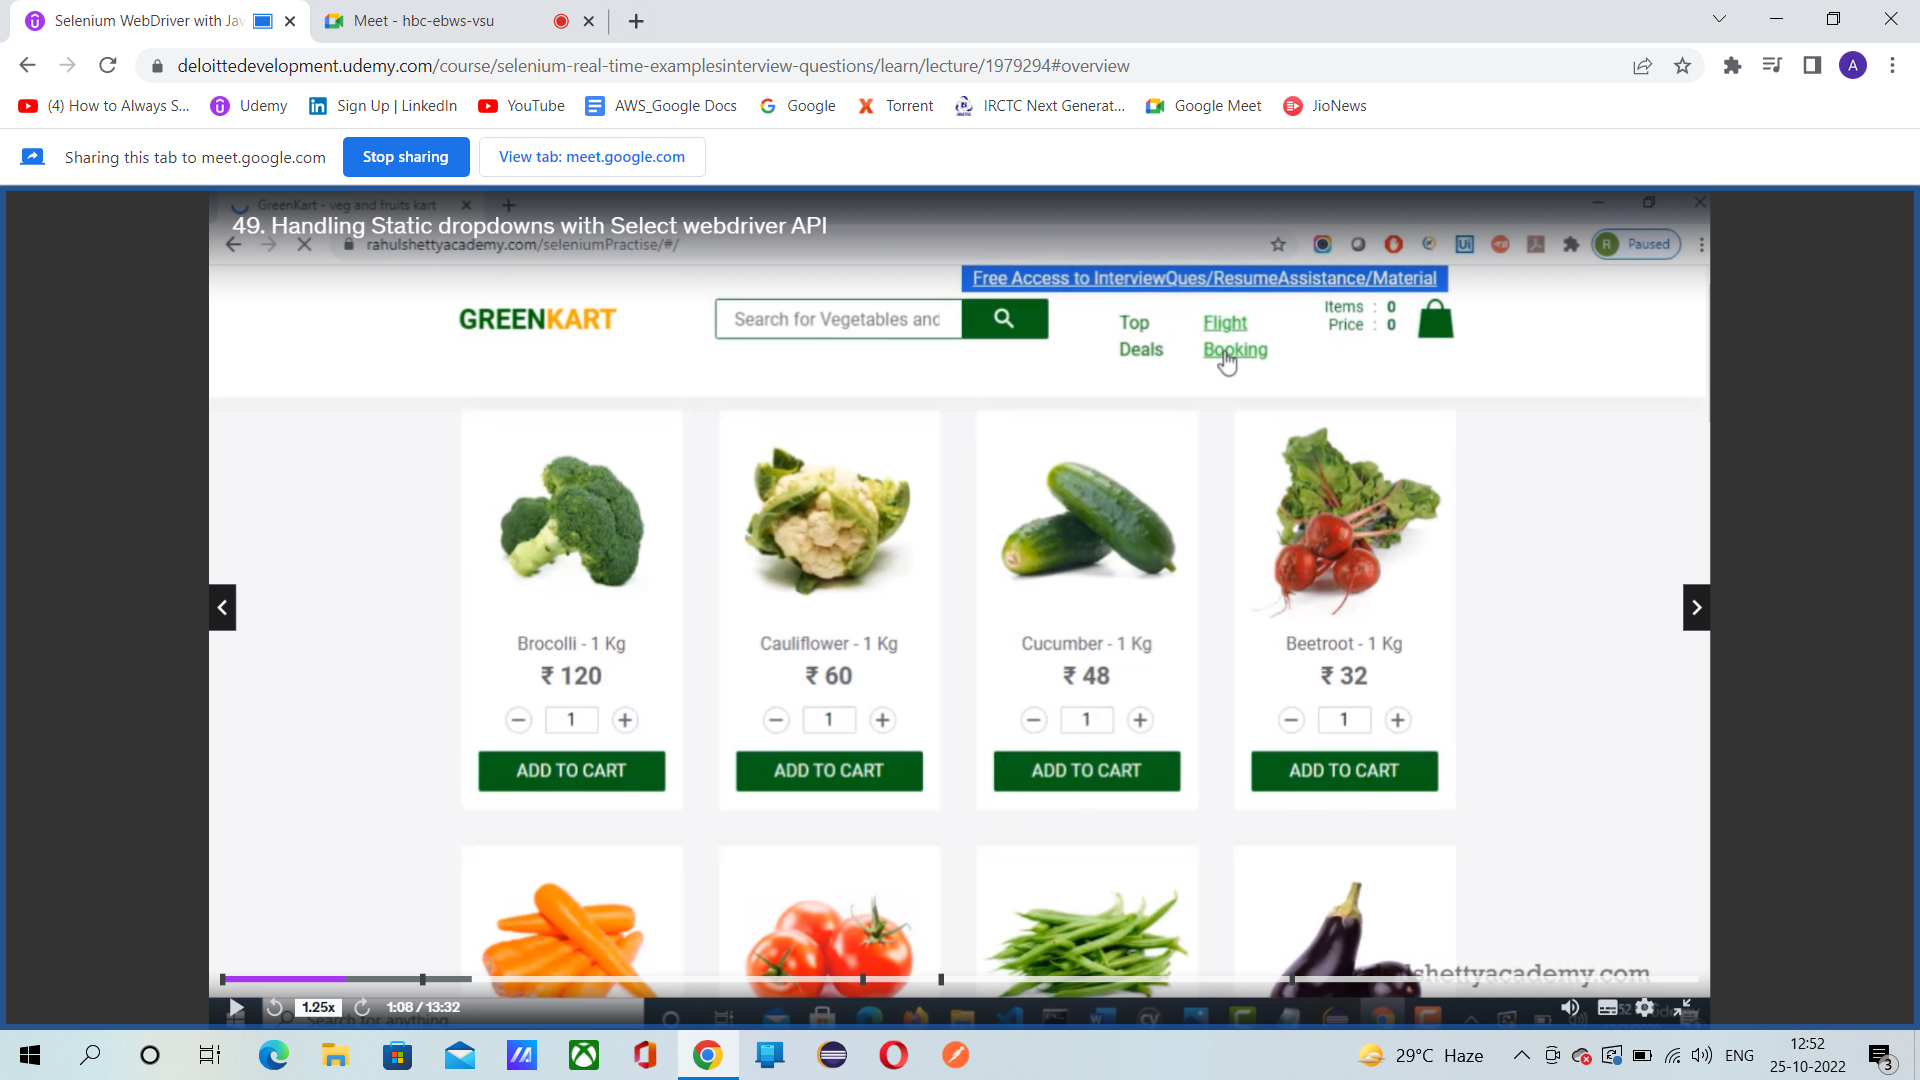 Selenium WebDriver with Jav
Meet - hbc-ebws-vsu
deloittedevelopment.udemy.com/course/selenium-real-time-examplesinterview-questions/learn/lecture/1979294#overview
A
(4) How to Always S...
Udemy
Sign Up | LinkedIn
YouTube
AWS_Google Docs
Google
Torrent
IRCTC Next Generat...
Google Meet
JioNews
Sharing this tab to meet.google.com
Stop sharing
View tab: meet.google.com
GreenKart - veg and fruits kart
49. Handling Static dropdowns with Select webdriver API
rahulshettyacademy.com/seleniumPractise/#/
R Paused
Free Access to InterviewQues/ResumeAssistance/Material
GREENKART
Search for Vegetables and
Top Deals
Flight Booking
Items : 0
Price : 0
Brocolli - 1 Kg
₹ 120
1
ADD TO CART
Cauliflower - 1 Kg
₹ 60
1
ADD TO CART
Cucumber - 1 Kg
₹ 48
1
ADD TO CART
Beetroot - 1 Kg
₹ 32
1
ADD TO CART
lshettyacademy.com
1.25x
1:08 / 13:32
Search for anything
29°C Haze
ENG
12:52
25-10-2022
3